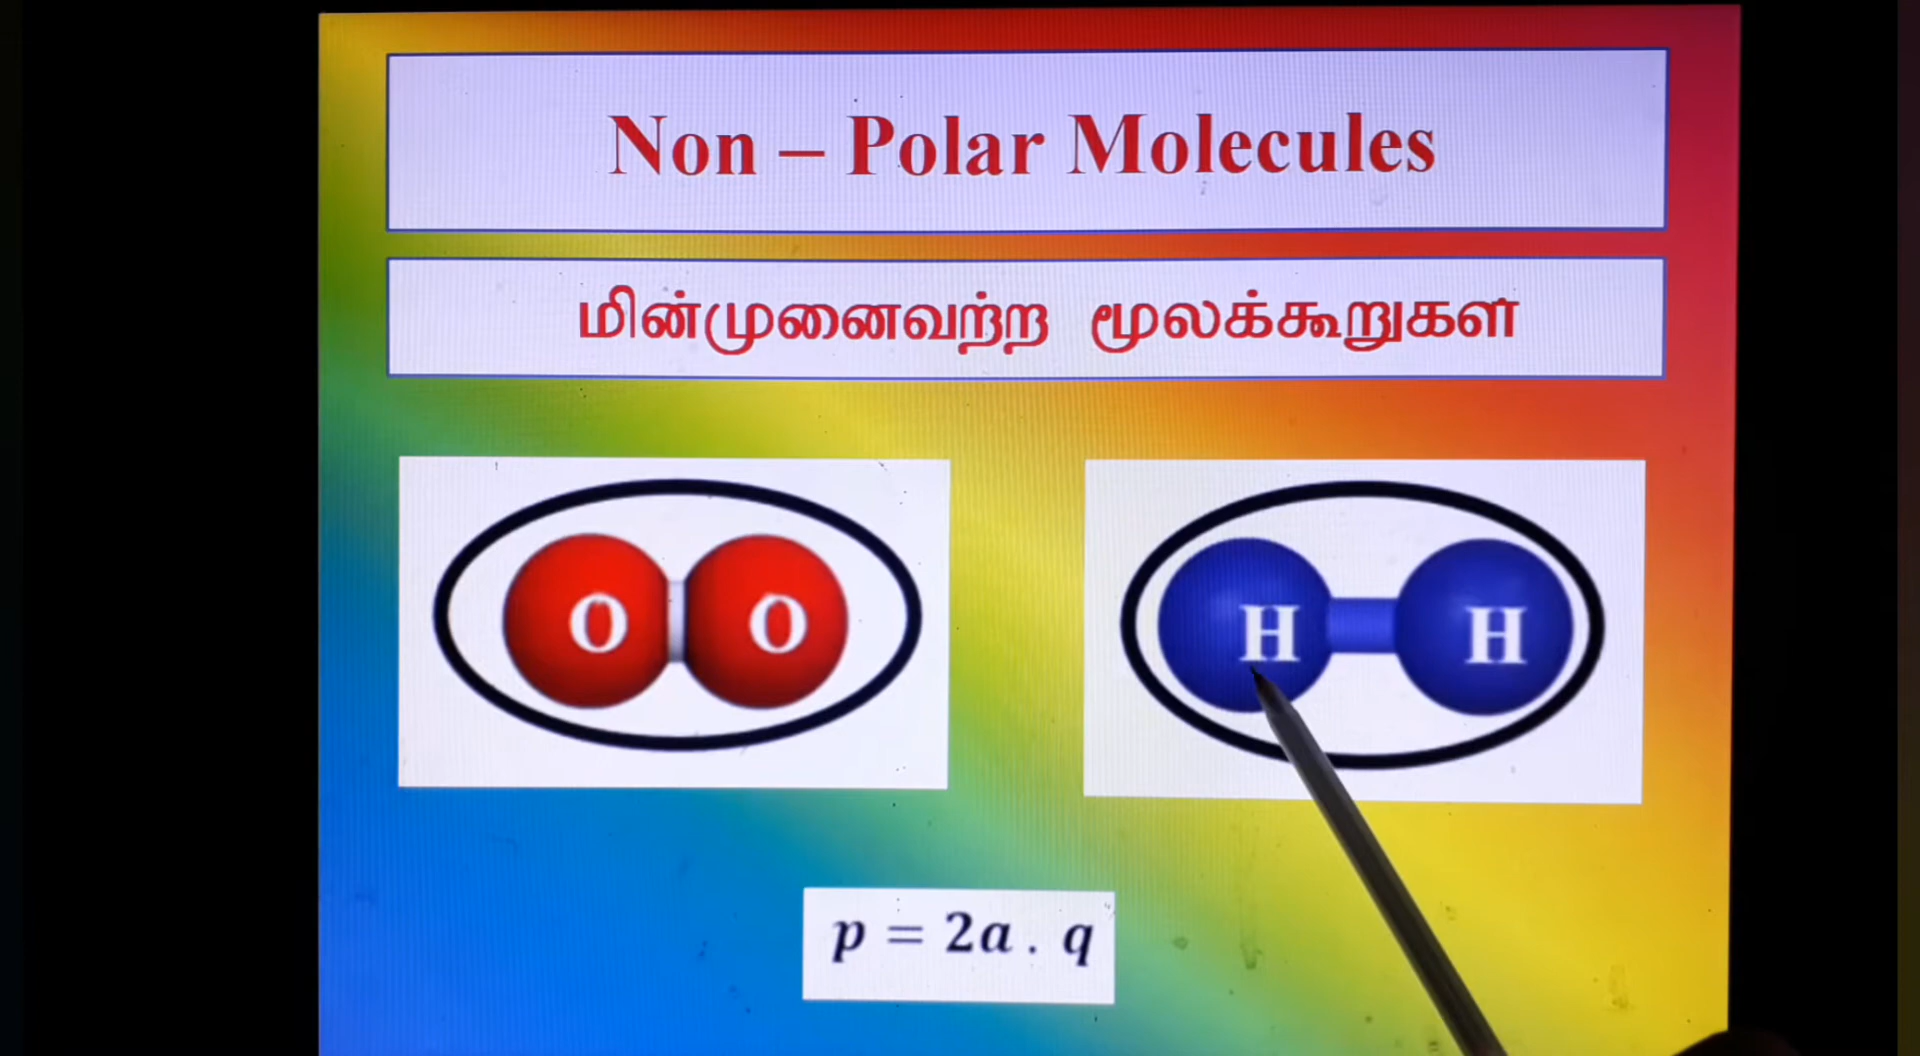 Non – Polar Molecules
மின்முனைவற்ற மூலக்கூறுகள்
O O
H H
p = 2a . q